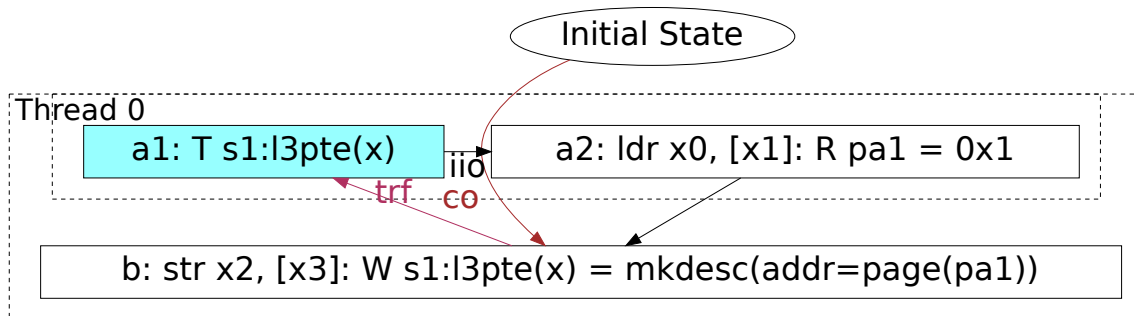 Initial State
Thread 0
a1: T s1:l3pte(x)
iio
a2: ldr x0, [x1]: R pa1 = 0x1
trf
co
b: str x2, [x3]: W s1:l3pte(x) = mkdesc(addr=page(pa1))